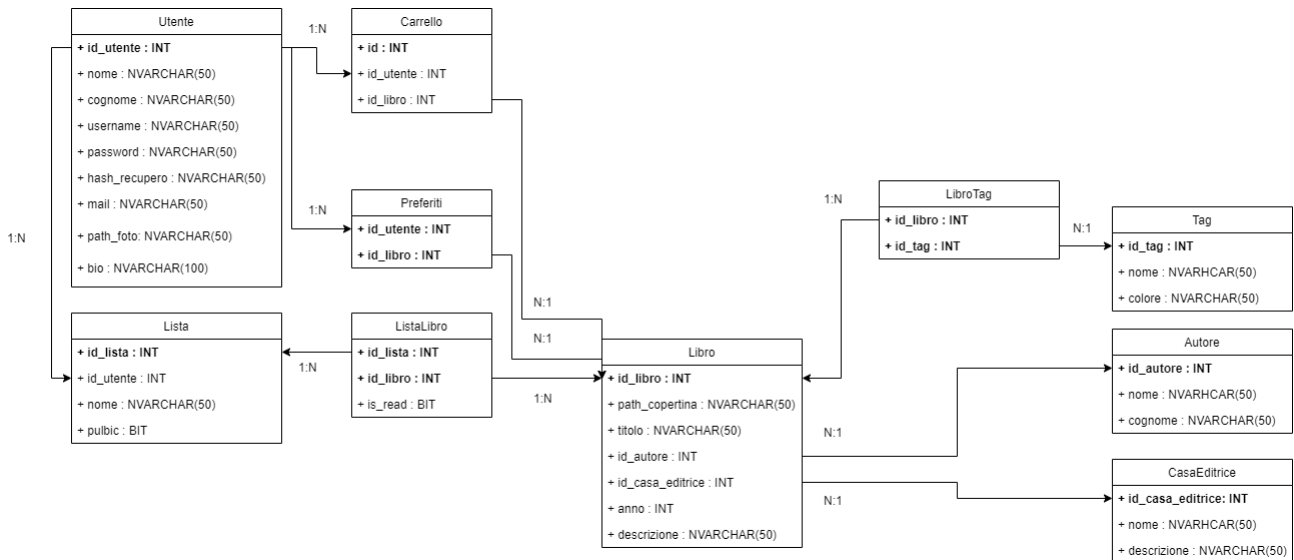 Utente
+ id_utente : INT
+ nome : NVARCHAR(50)
+ cognome : NVARCHAR(50)
+ username : NVARCHAR(50)
+ password : NVARCHAR(50)
+ hash_recupero : NVARCHAR(50)
+ mail : NVARCHAR(50)
+ path_foto: NVARCHAR(50)
+ bio : NVARCHAR(100)
1:N
Carrello
+ id : INT
+ id_utente : INT
+ id_libro : INT
1:N
Preferiti
+ id_utente : INT
+ id_libro : INT
1:N
Lista
+ id_lista : INT
+ id_utente : INT
+ nome : NVARCHAR(50)
+ pulbic : BIT
1:N
ListaLibro
+ id_lista : INT
+ id_libro : INT
+ is_read : BIT
1:N
N:1
N:1
Libro
+ id_libro : INT
+ path_copertina : NVARCHAR(50)
+ titolo : NVARCHAR(50)
+ id_autore : INT
+ id_casa_editrice : INT
+ anno : INT
+ descrizione : NVARCHAR(50)
1:N
LibroTag
+ id_libro : INT
+ id_tag : INT
N:1
Tag
+ id_tag : INT
+ nome : NVARHCAR(50)
+ colore : NVARCHAR(50)
N:1
Autore
+ id_autore : INT
+ nome : NVARHCAR(50)
+ cognome : NVARCHAR(50)
N:1
CasaEditrice
+ id_casa_editrice: INT
+ nome : NVARHCAR(50)
+ descrizione : NVARCHAR(50)